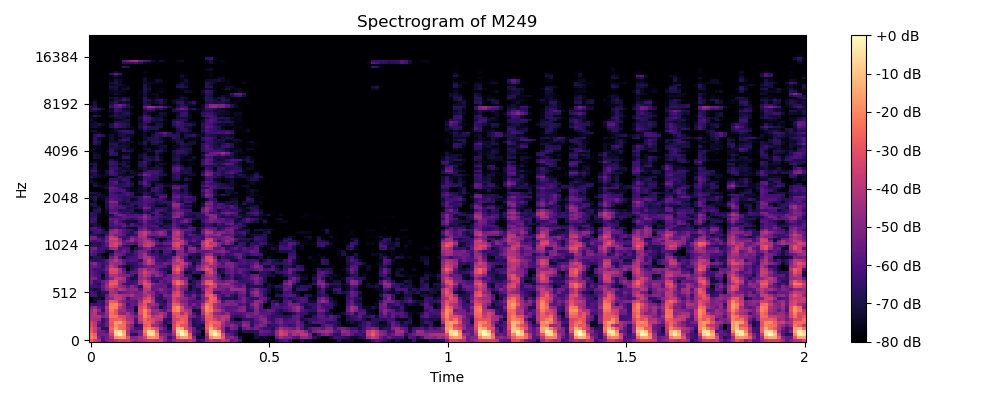 Spectrogram of M249
Hz
16384
8192
4096
2048
1024
512
0
0
0.5
1
1.5
2
Time
+0 dB
-10 dB
-20 dB
-30 dB
-40 dB
-50 dB
-60 dB
-70 dB
-80 dB